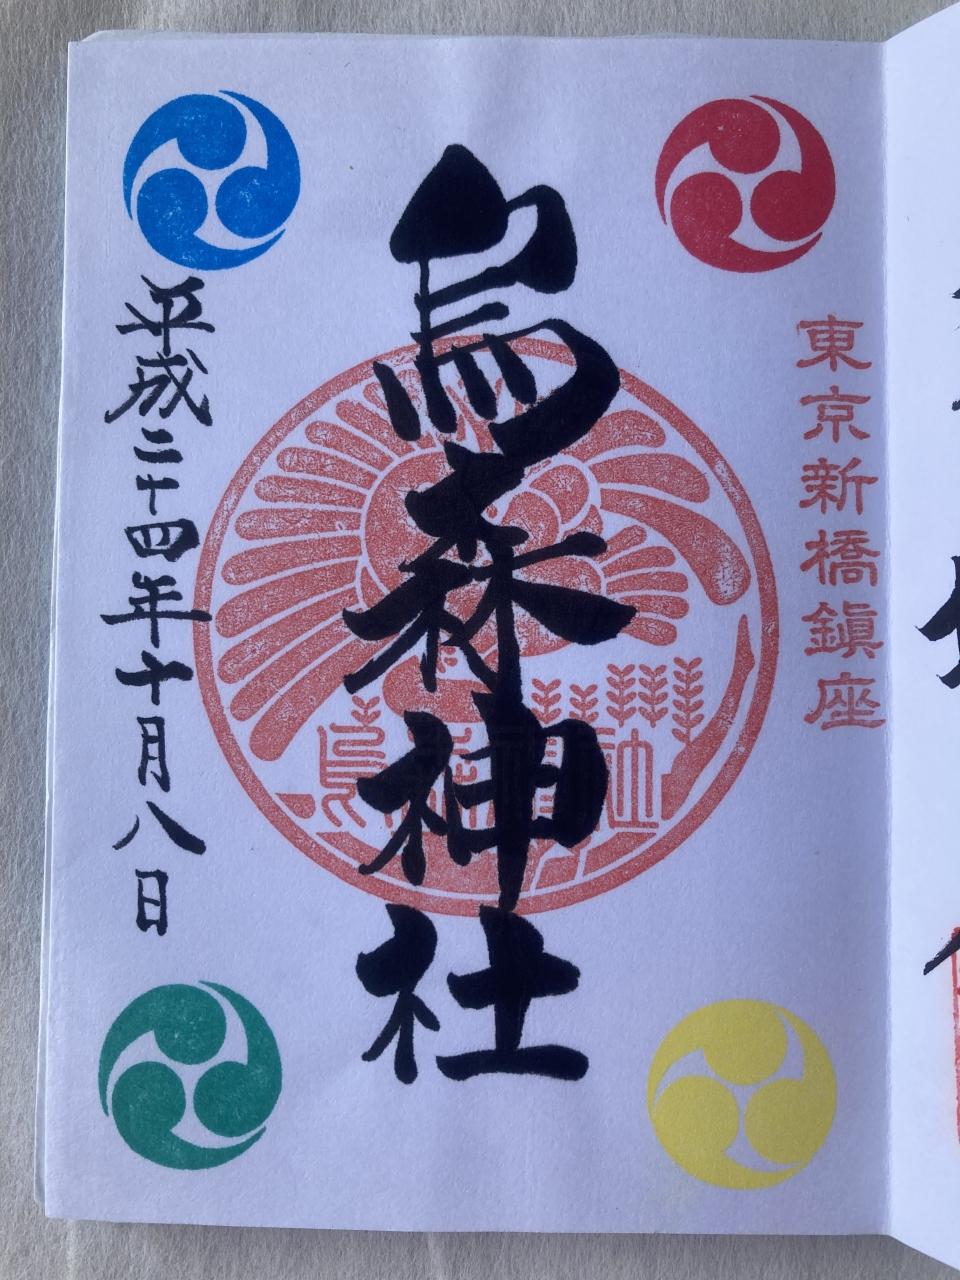 東京新橋鎮座
烏森神社
烏森神社
平成二十四年十月八日